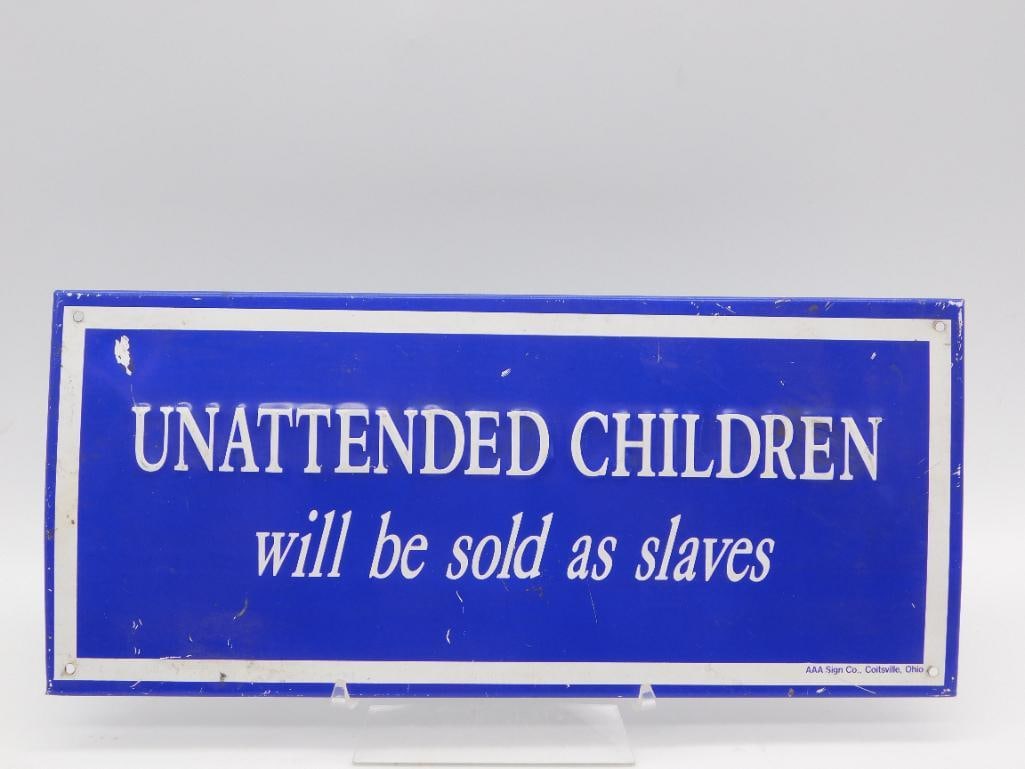 UNATTENDED CHILDREN
will be sold as slaves
AAA Sign Co., Coitsville, Ohio